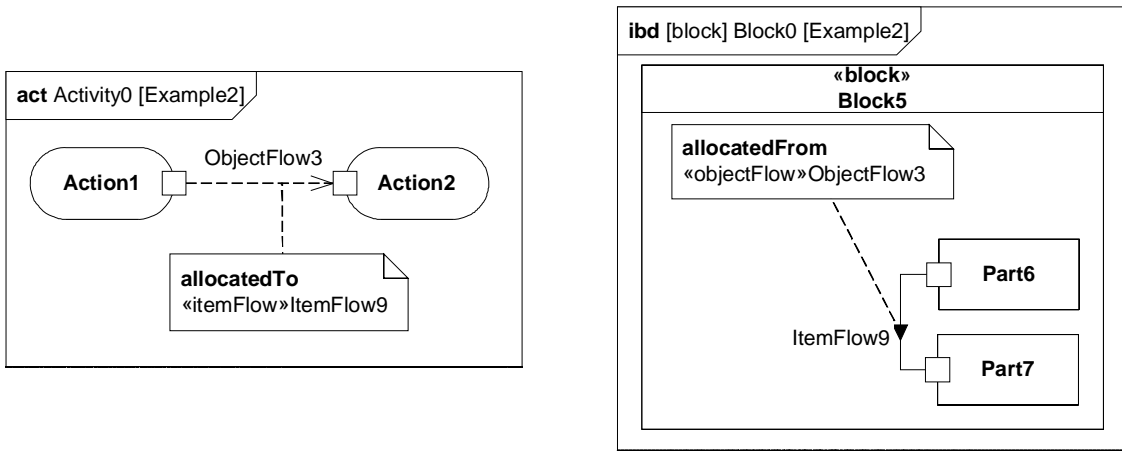 act Activity0 [Example2]
ObjectFlow3
Action1
Action2
allocatedTo
«itemFlow»ItemFlow9
ibd [block] Block0 [Example2]
«block»
Block5
allocatedFrom
«objectFlow»ObjectFlow3
Part6
ItemFlow9
Part7